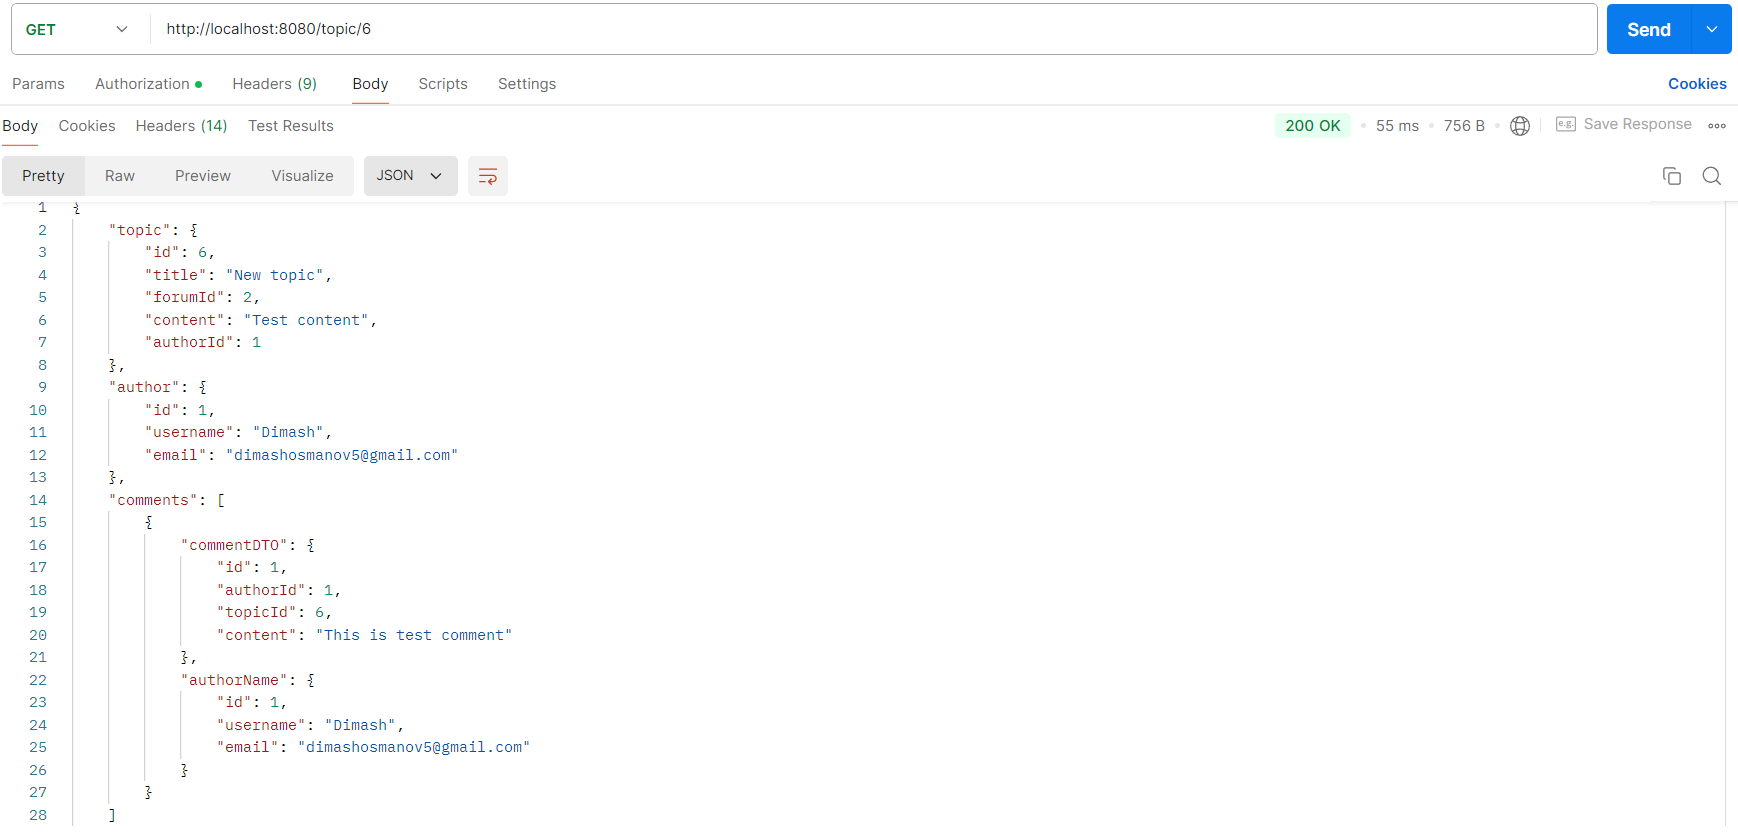 GET http://localhost:8080/topic/6 Send
Params Authorization Headers (9) Body Scripts Settings Cookies
Body Cookies Headers (14) Test Results 200 OK 55 ms 756 B e.g. Save Response
Pretty Raw Preview Visualize JSON
1 {
2 "topic": {
3 "id": 6,
4 "title": "New topic",
5 "forumId": 2,
6 "content": "Test content",
7 "authorId": 1
8 },
9 "author": {
10 "id": 1,
11 "username": "Dimash",
12 "email": "dimashosmanov5@gmail.com"
13 },
14 "comments": [
15 {
16 "commentDTO": {
17 "id": 1,
18 "authorId": 1,
19 "topicId": 6,
20 "content": "This is test comment"
21 },
22 "authorName": {
23 "id": 1,
24 "username": "Dimash",
25 "email": "dimashosmanov5@gmail.com"
26 }
27 }
28 ]